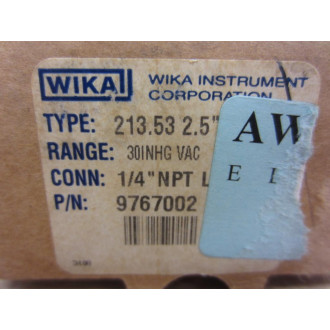 WIKA WIKA INSTRUMENT
CORPORATION
TYPE: 213.53 2.5"
RANGE: 30INHG VAC
CONN: 1/4"NPT L
P/N: 9767002
AW
E L